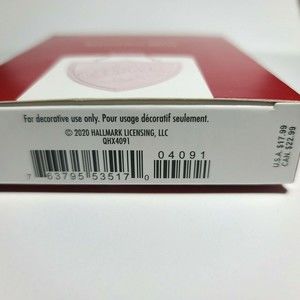 For decorative use only. Pour usage décoratif seulement.
© 2020 HALLMARK LICENSING, LLC
QHX4091
04091
7 63795 53517 0
U.S.A. $17.99
CAN. $22.99